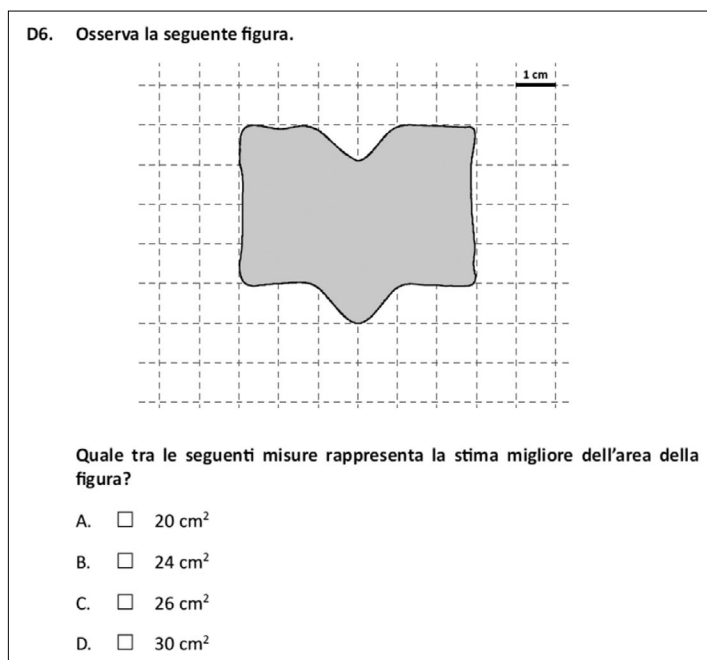 D6. Osserva la seguente figura.
1 cm
Quale tra le seguenti misure rappresenta la stima migliore dell'area della
figura?
A. □ 20 cm²
B. □ 24 cm²
C. □ 26 cm²
D. □ 30 cm²